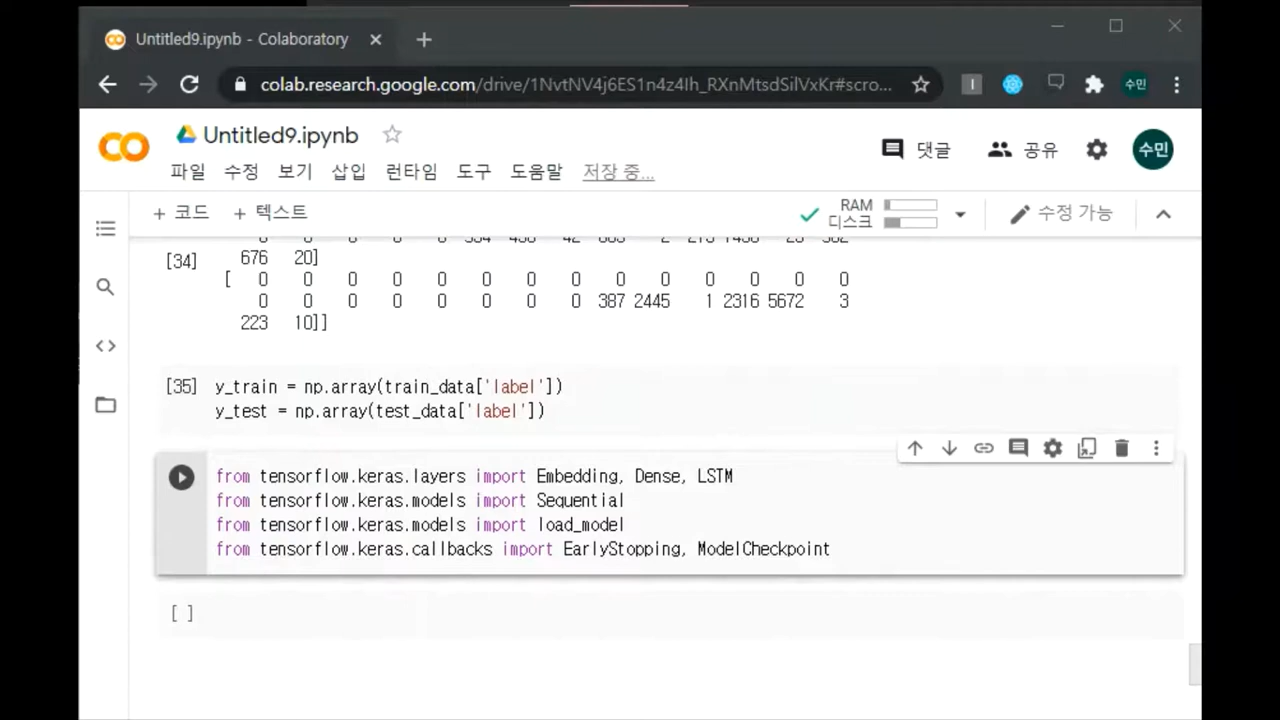 Untitled9.ipynb - Colaboratory
colab.research.google.com/drive/1NvtNV4j6ES1n4z4Ih_RXnMtsdSilVxKr#scro...
수민
Untitled9.ipynb
댓글
공유
수민
파일 수정 보기 삽입 런타임 도구 도움말 저장 중...
+ 코드 + 텍스트
RAM
디스크
수정 가능
[34]
676 20]
[ 0 0 0 0 0 0 0 0 0 0 0 0 0 0
0 0 0 0 0 0 0 0 387 2445 1 2316 5672 3
223 10]]
[35] y_train = np.array(train_data['label'])
y_test = np.array(test_data['label'])
from tensorflow.keras.layers import Embedding, Dense, LSTM
from tensorflow.keras.models import Sequential
from tensorflow.keras.models import load_model
from tensorflow.keras.callbacks import EarlyStopping, ModelCheckpoint
[ ]